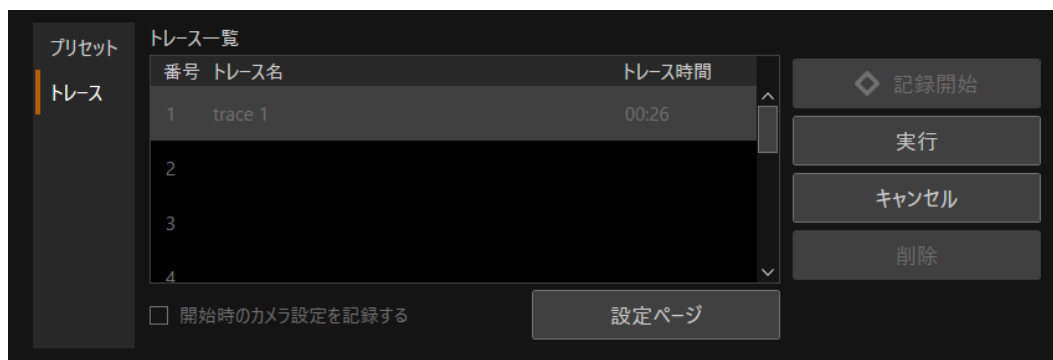 プリセット
トレース
トレース一覧
番号 トレース名 トレース時間
1 trace 1 00:26
2
3
4
開始時のカメラ設定を記録する
設定ページ
記録開始
実行
キャンセル
削除